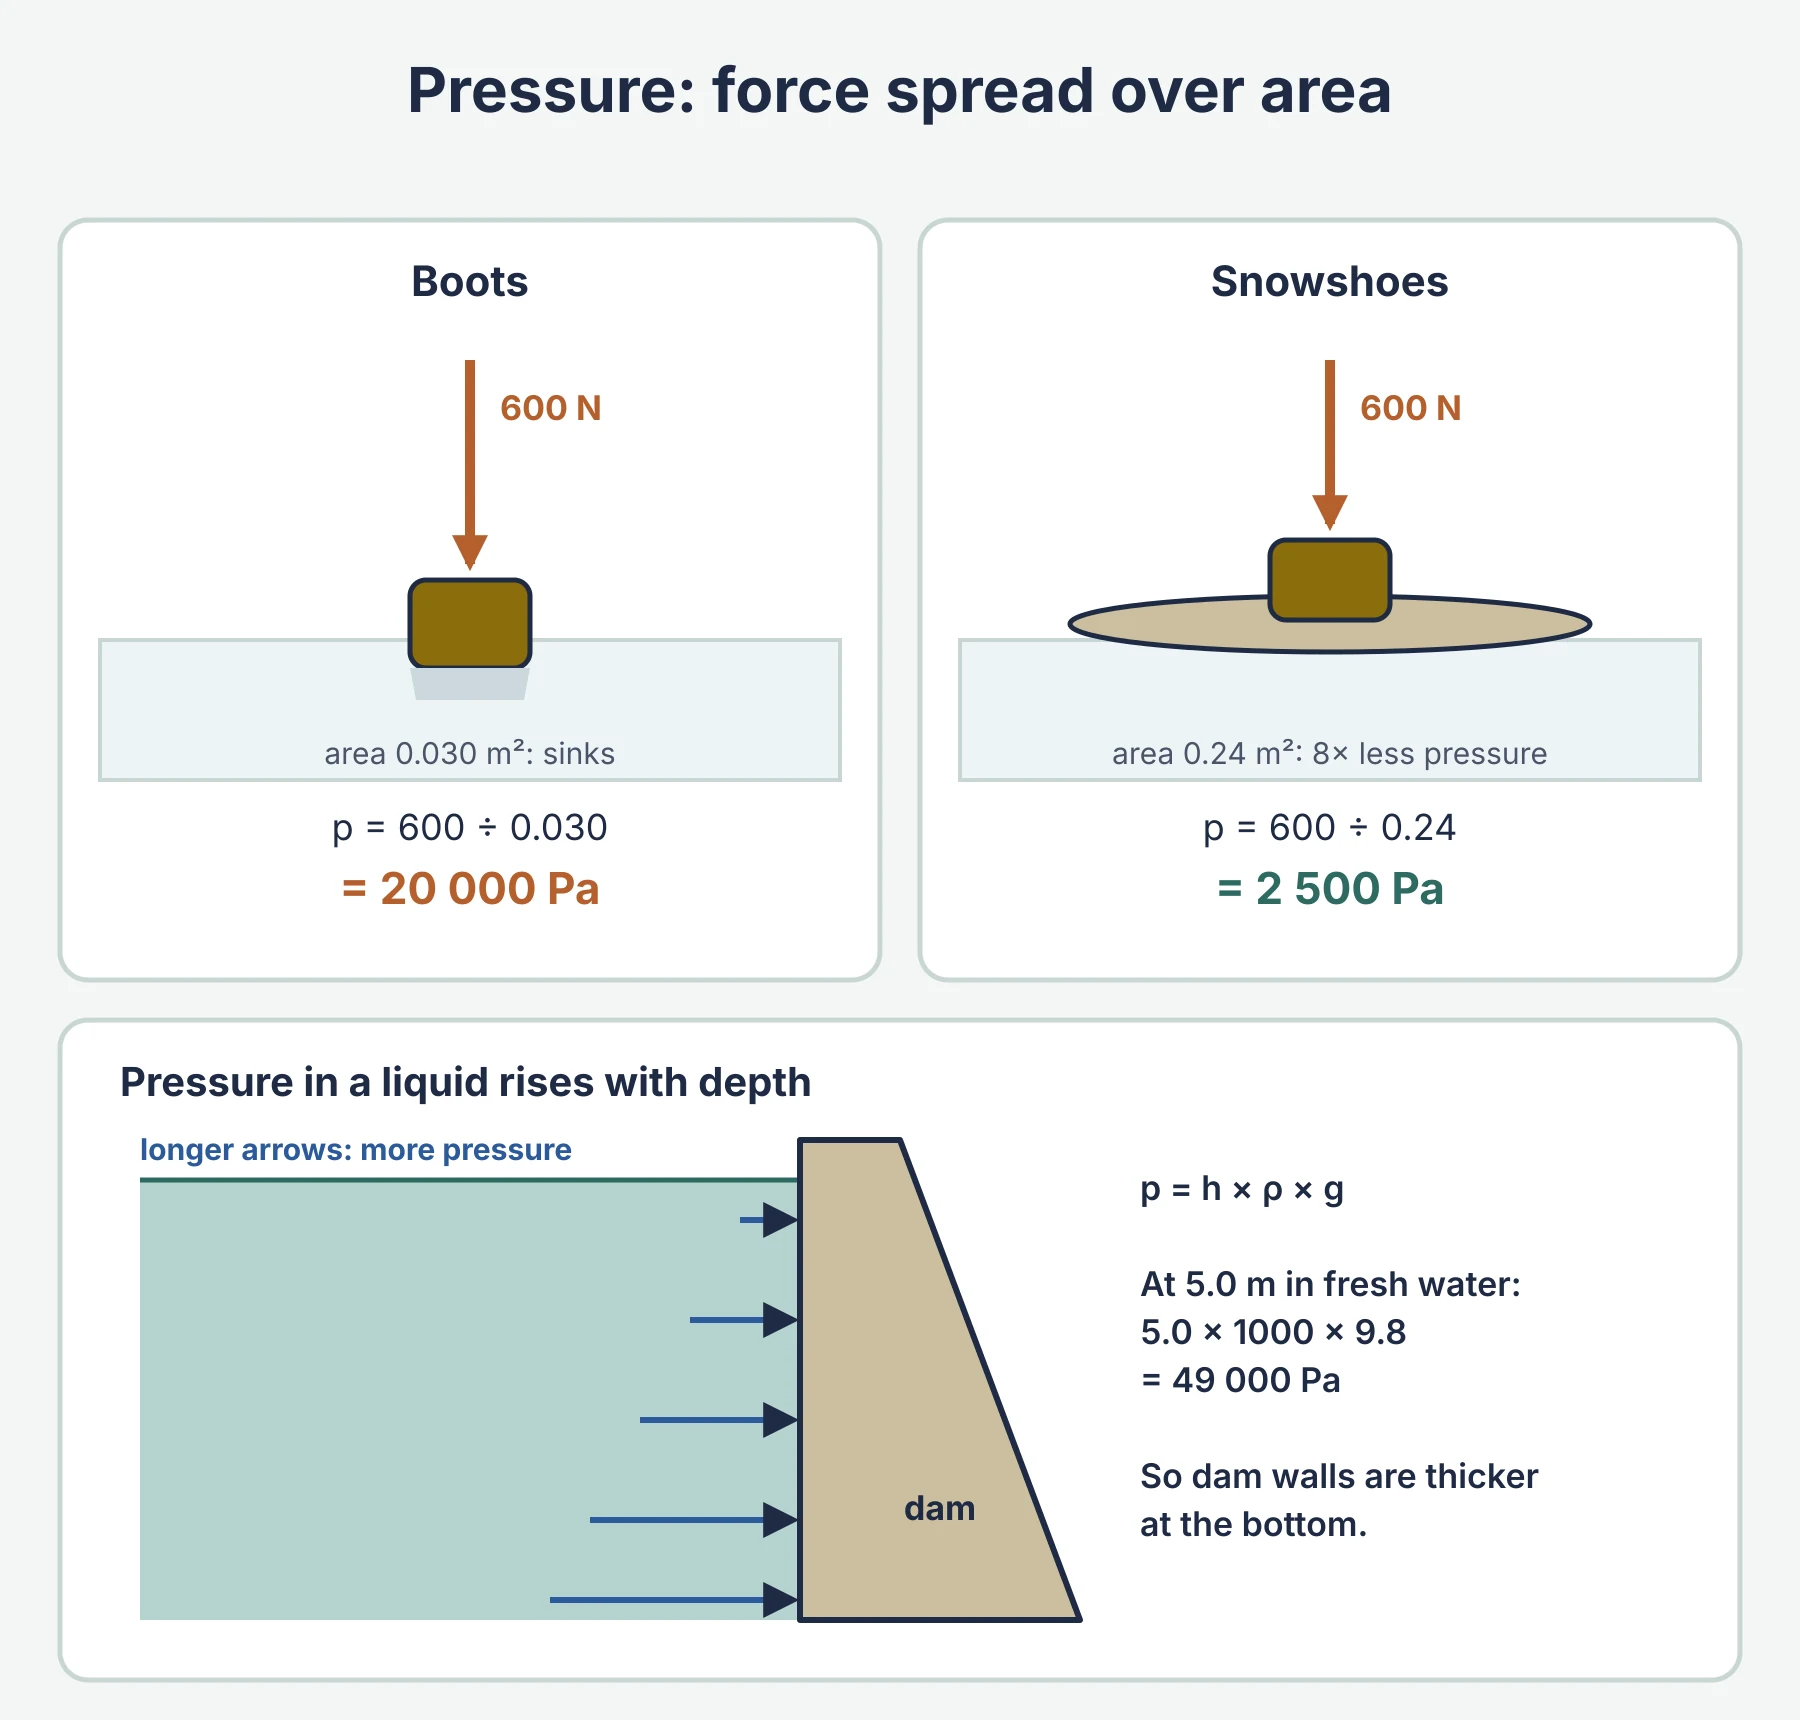 Pressure: force spread over area
Boots
600 N
area 0.030 m²: sinks
p = 600 ÷ 0.030
= 20 000 Pa
Snowshoes
600 N
area 0.24 m²: 8× less pressure
p = 600 ÷ 0.24
= 2 500 Pa
Pressure in a liquid rises with depth
longer arrows: more pressure
dam
p = h × ρ × g
At 5.0 m in fresh water:
5.0 × 1000 × 9.8
= 49 000 Pa
So dam walls are thicker
at the bottom.